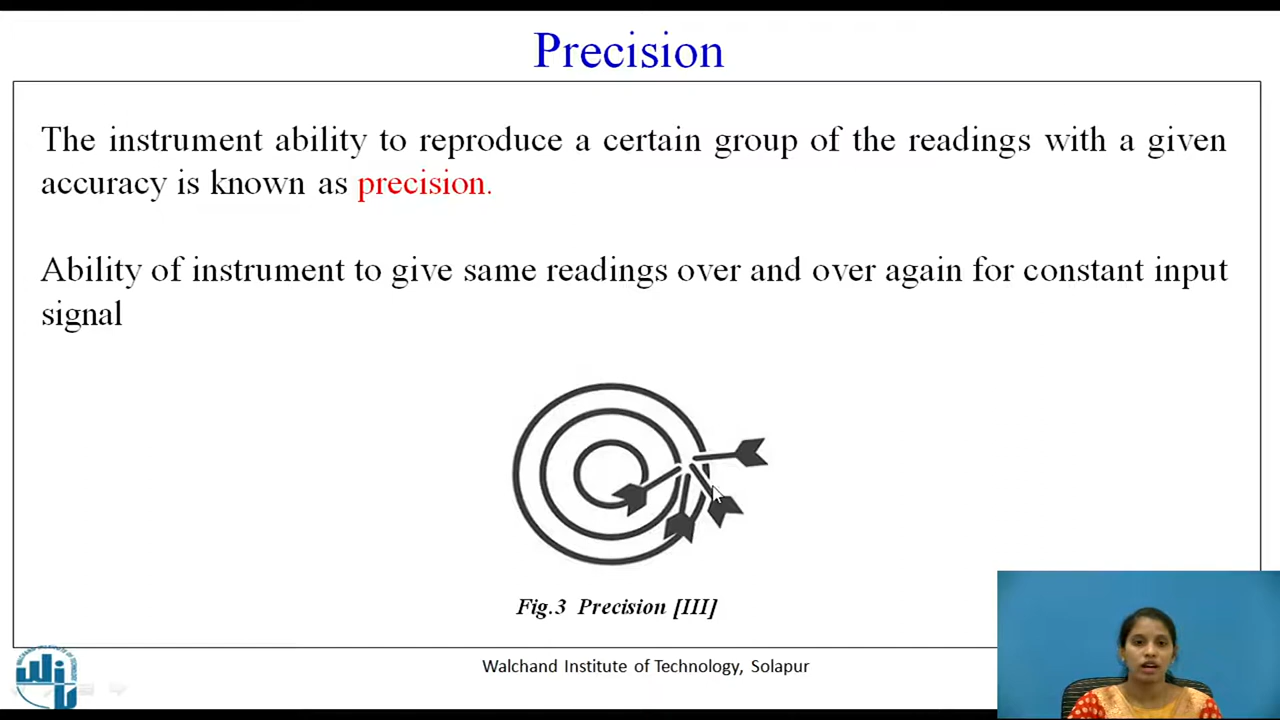 Precision
The instrument ability to reproduce a certain group of the readings with a given
accuracy is known as precision.
Ability of instrument to give same readings over and over again for constant input
signal
Fig.3 Precision [III]
Walchand Institute of Technology, Solapur